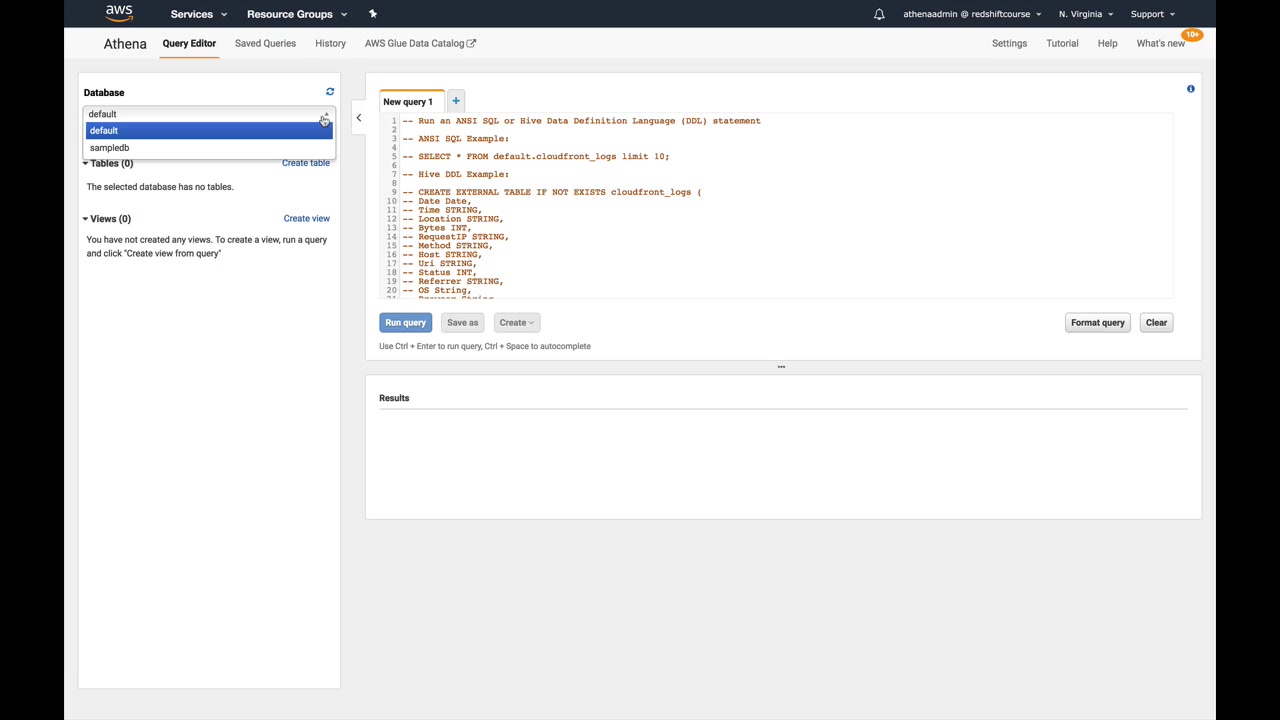 aws
Services
Resource Groups
athenaadmin @ redshiftcourse
N. Virginia
Support
Athena
Query Editor
Saved Queries
History
AWS Glue Data Catalog
Settings
Tutorial
Help
What's new
10+
Database
default
default
sampledb
Tables (0)
Create table
The selected database has no tables.
Views (0)
Create view
You have not created any views. To create a view, run a query
and click "Create view from query"
New query 1
+
1 -- Run an ANSI SQL or Hive Data Definition Language (DDL) statement
2
3 -- ANSI SQL Example:
4
5 -- SELECT * FROM default.cloudfront_logs limit 10;
6
7 -- Hive DDL Example:
8
9 -- CREATE EXTERNAL TABLE IF NOT EXISTS cloudfront_logs (
10 -- Date Date,
11 -- Time STRING,
12 -- Location STRING,
13 -- Bytes INT,
14 -- RequestIP STRING,
15 -- Method STRING,
16 -- Host STRING,
17 -- Uri STRING,
18 -- Status INT,
19 -- Referrer STRING,
20 -- OS String,
21 -- Browser String
Run query
Save as
Create
Format query
Clear
Use Ctrl + Enter to run query, Ctrl + Space to autocomplete
Results